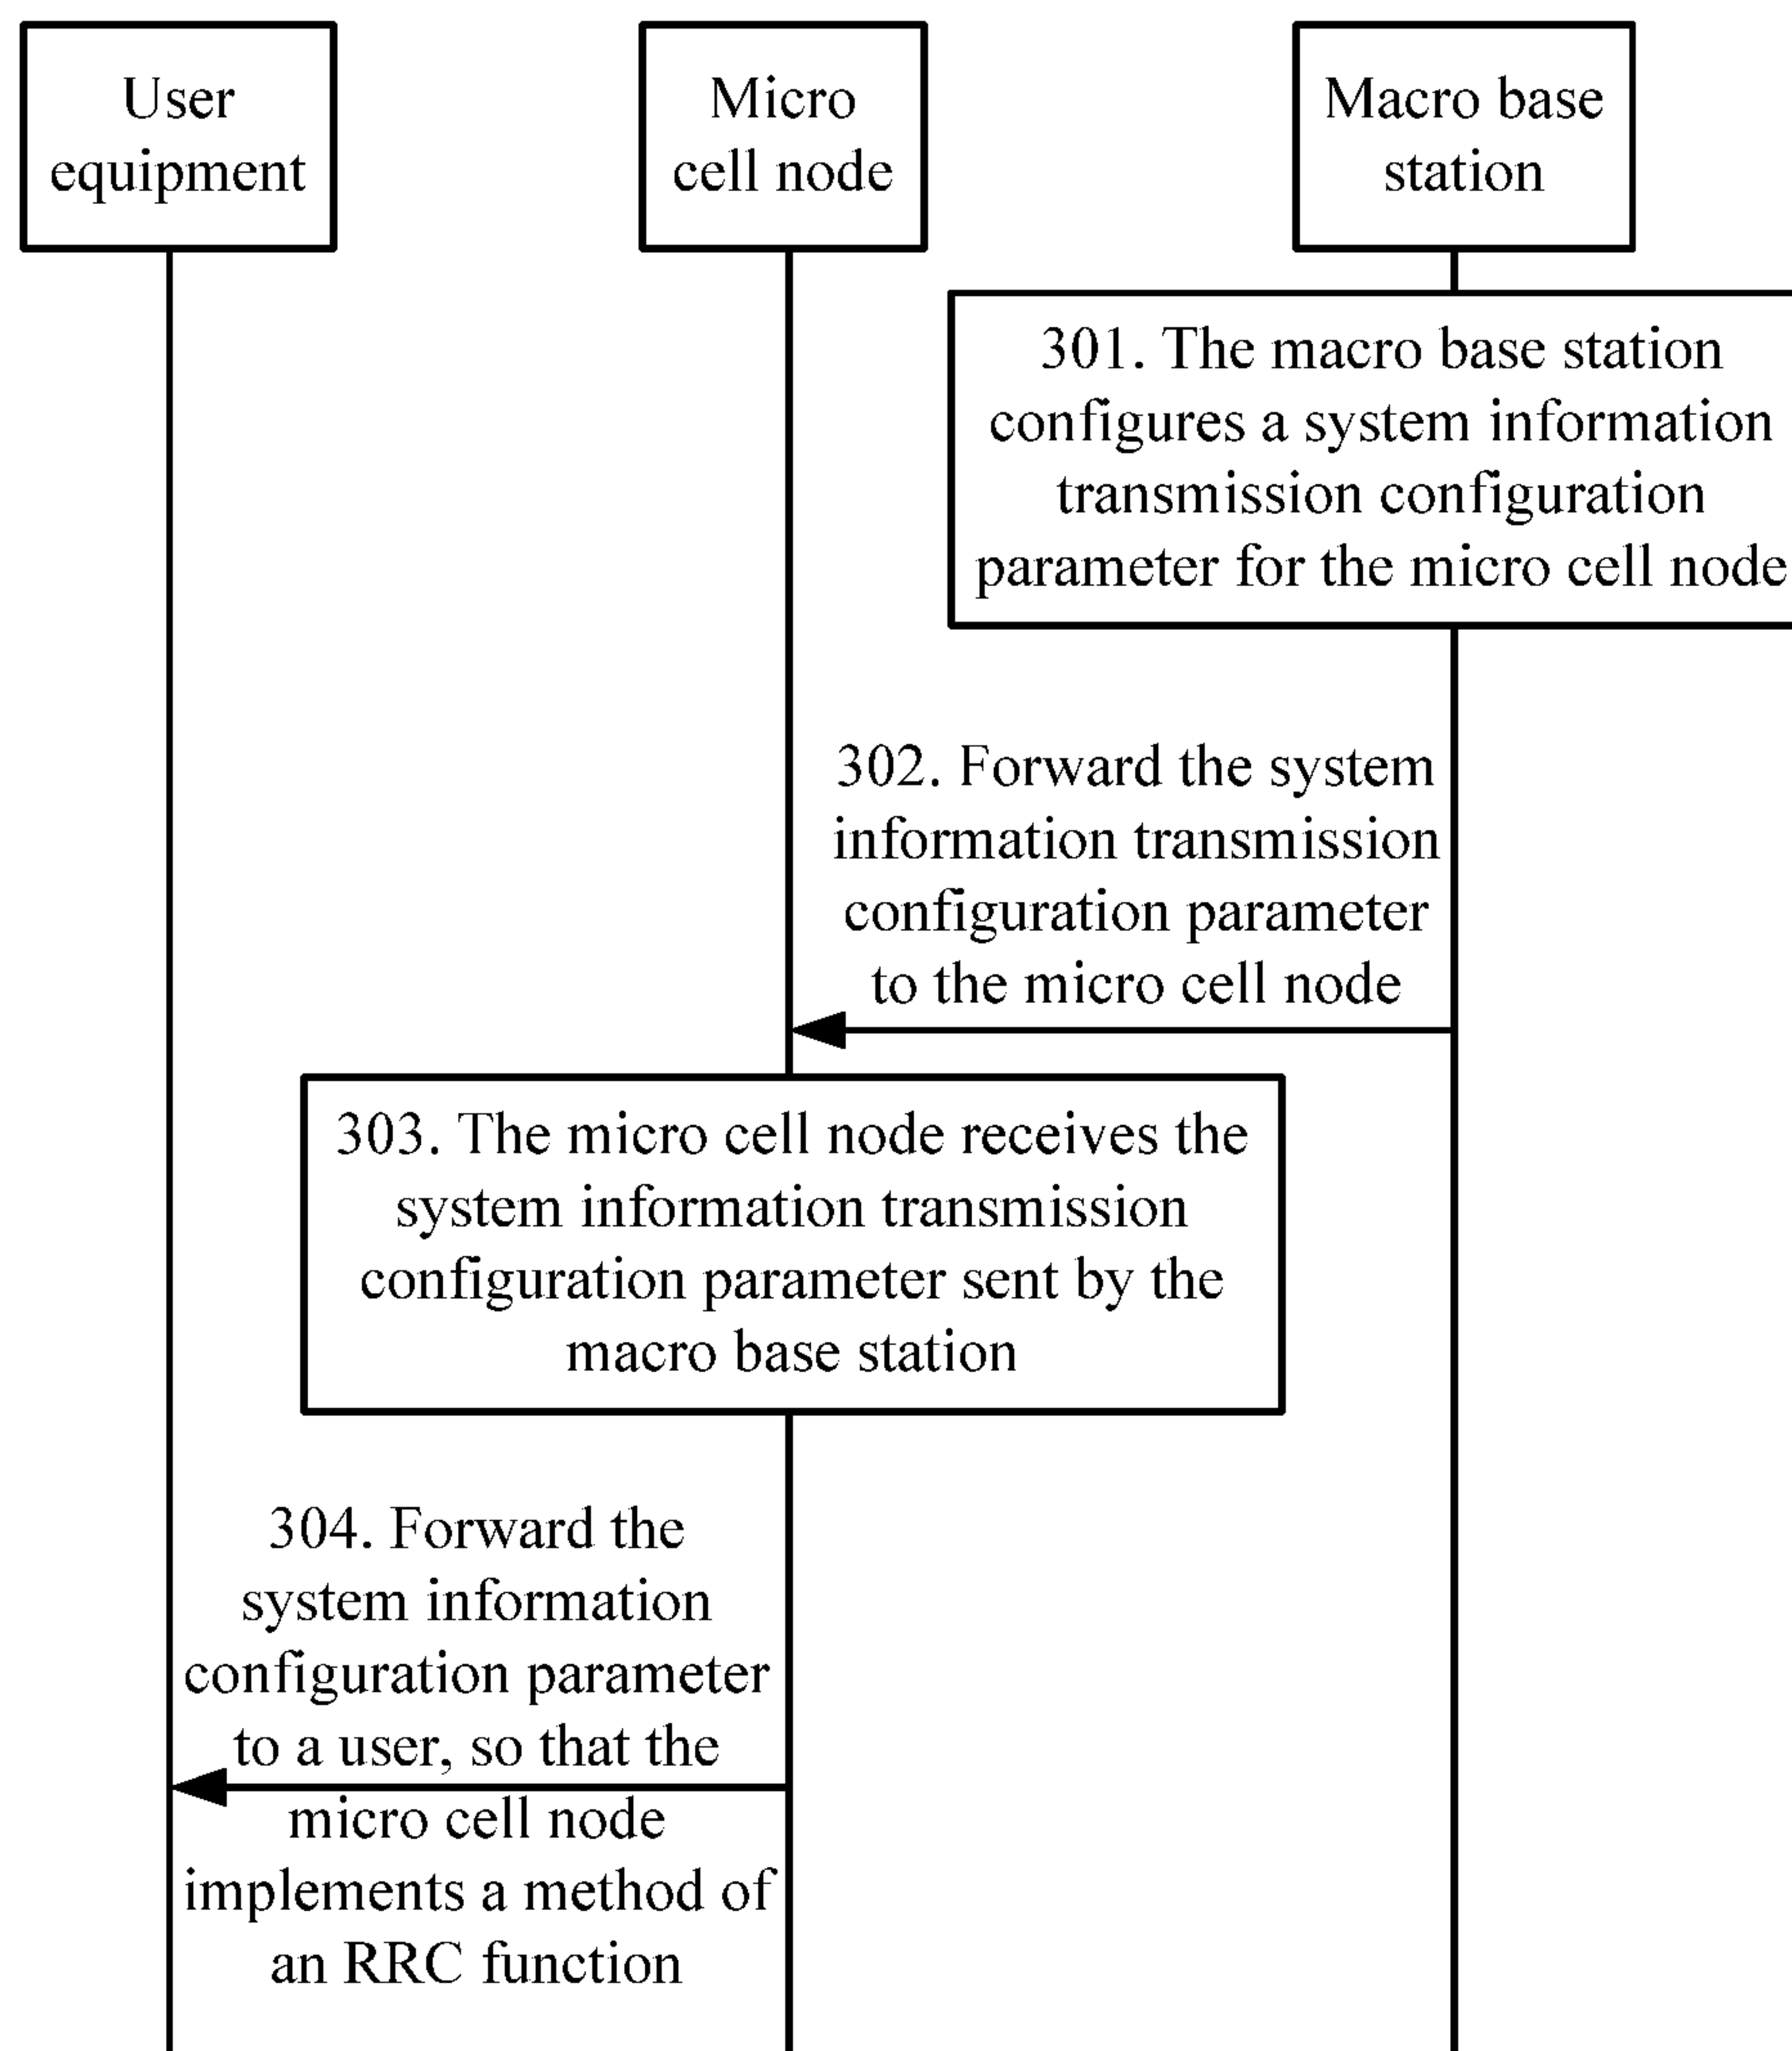 User
equipment
Micro
cell node
Macro base
station
301. The macro base station
configures a system information
transmission configuration
parameter for the micro cell node
302. Forward the system
information transmission
configuration parameter
to the micro cell node
303. The micro cell node receives the
system information transmission
configuration parameter sent by the
macro base station
304. Forward the
system information
configuration parameter
to a user, so that the
micro cell node
implements a method of
an RRC function